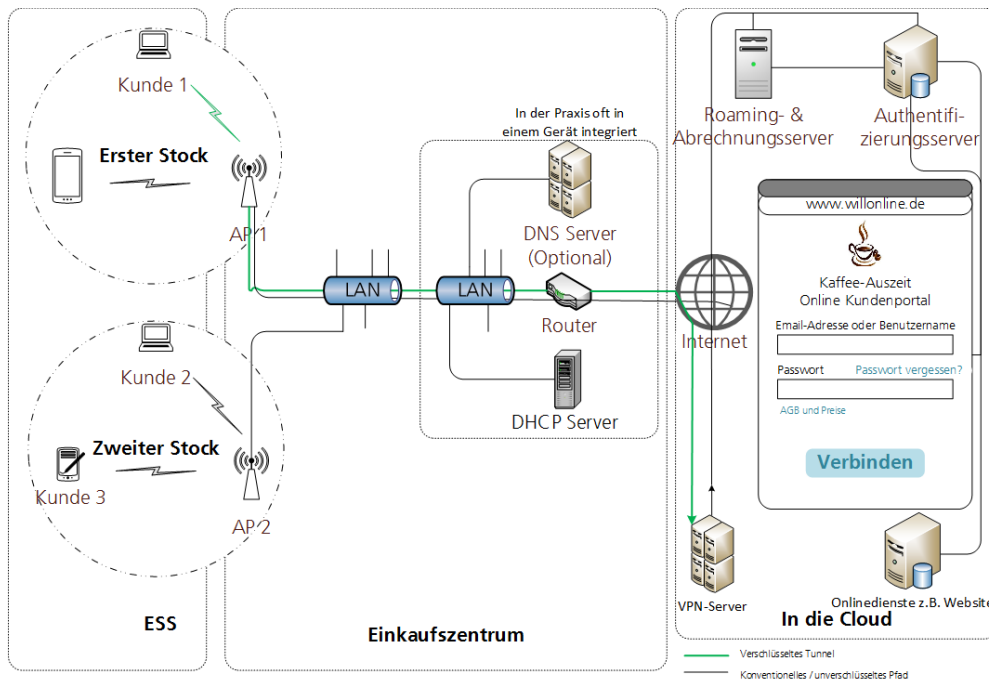 Kunde 1
Erster Stock
AP 1
Kunde 2
Zweiter Stock
Kunde 3
AP 2
ESS
In der Praxis oft in
einem Gerät integriert
DNS Server
(Optional)
LAN
LAN
Router
DHCP Server
Einkaufszentrum
Roaming- &
Abrechnungsserver
Authentifi-
zierungsserver
Internet
www.willonline.de
Kaffee-Auszeit
Online Kundenportal
Email-Adresse oder Benutzername
Passwort Passwort vergessen?
AGB und Preise
Verbinden
VPN-Server
Onlinedienste z.B. Website
In die Cloud
Verschlüsseltes Tunnel
Konventionelles / unverschlüsseltes Pfad